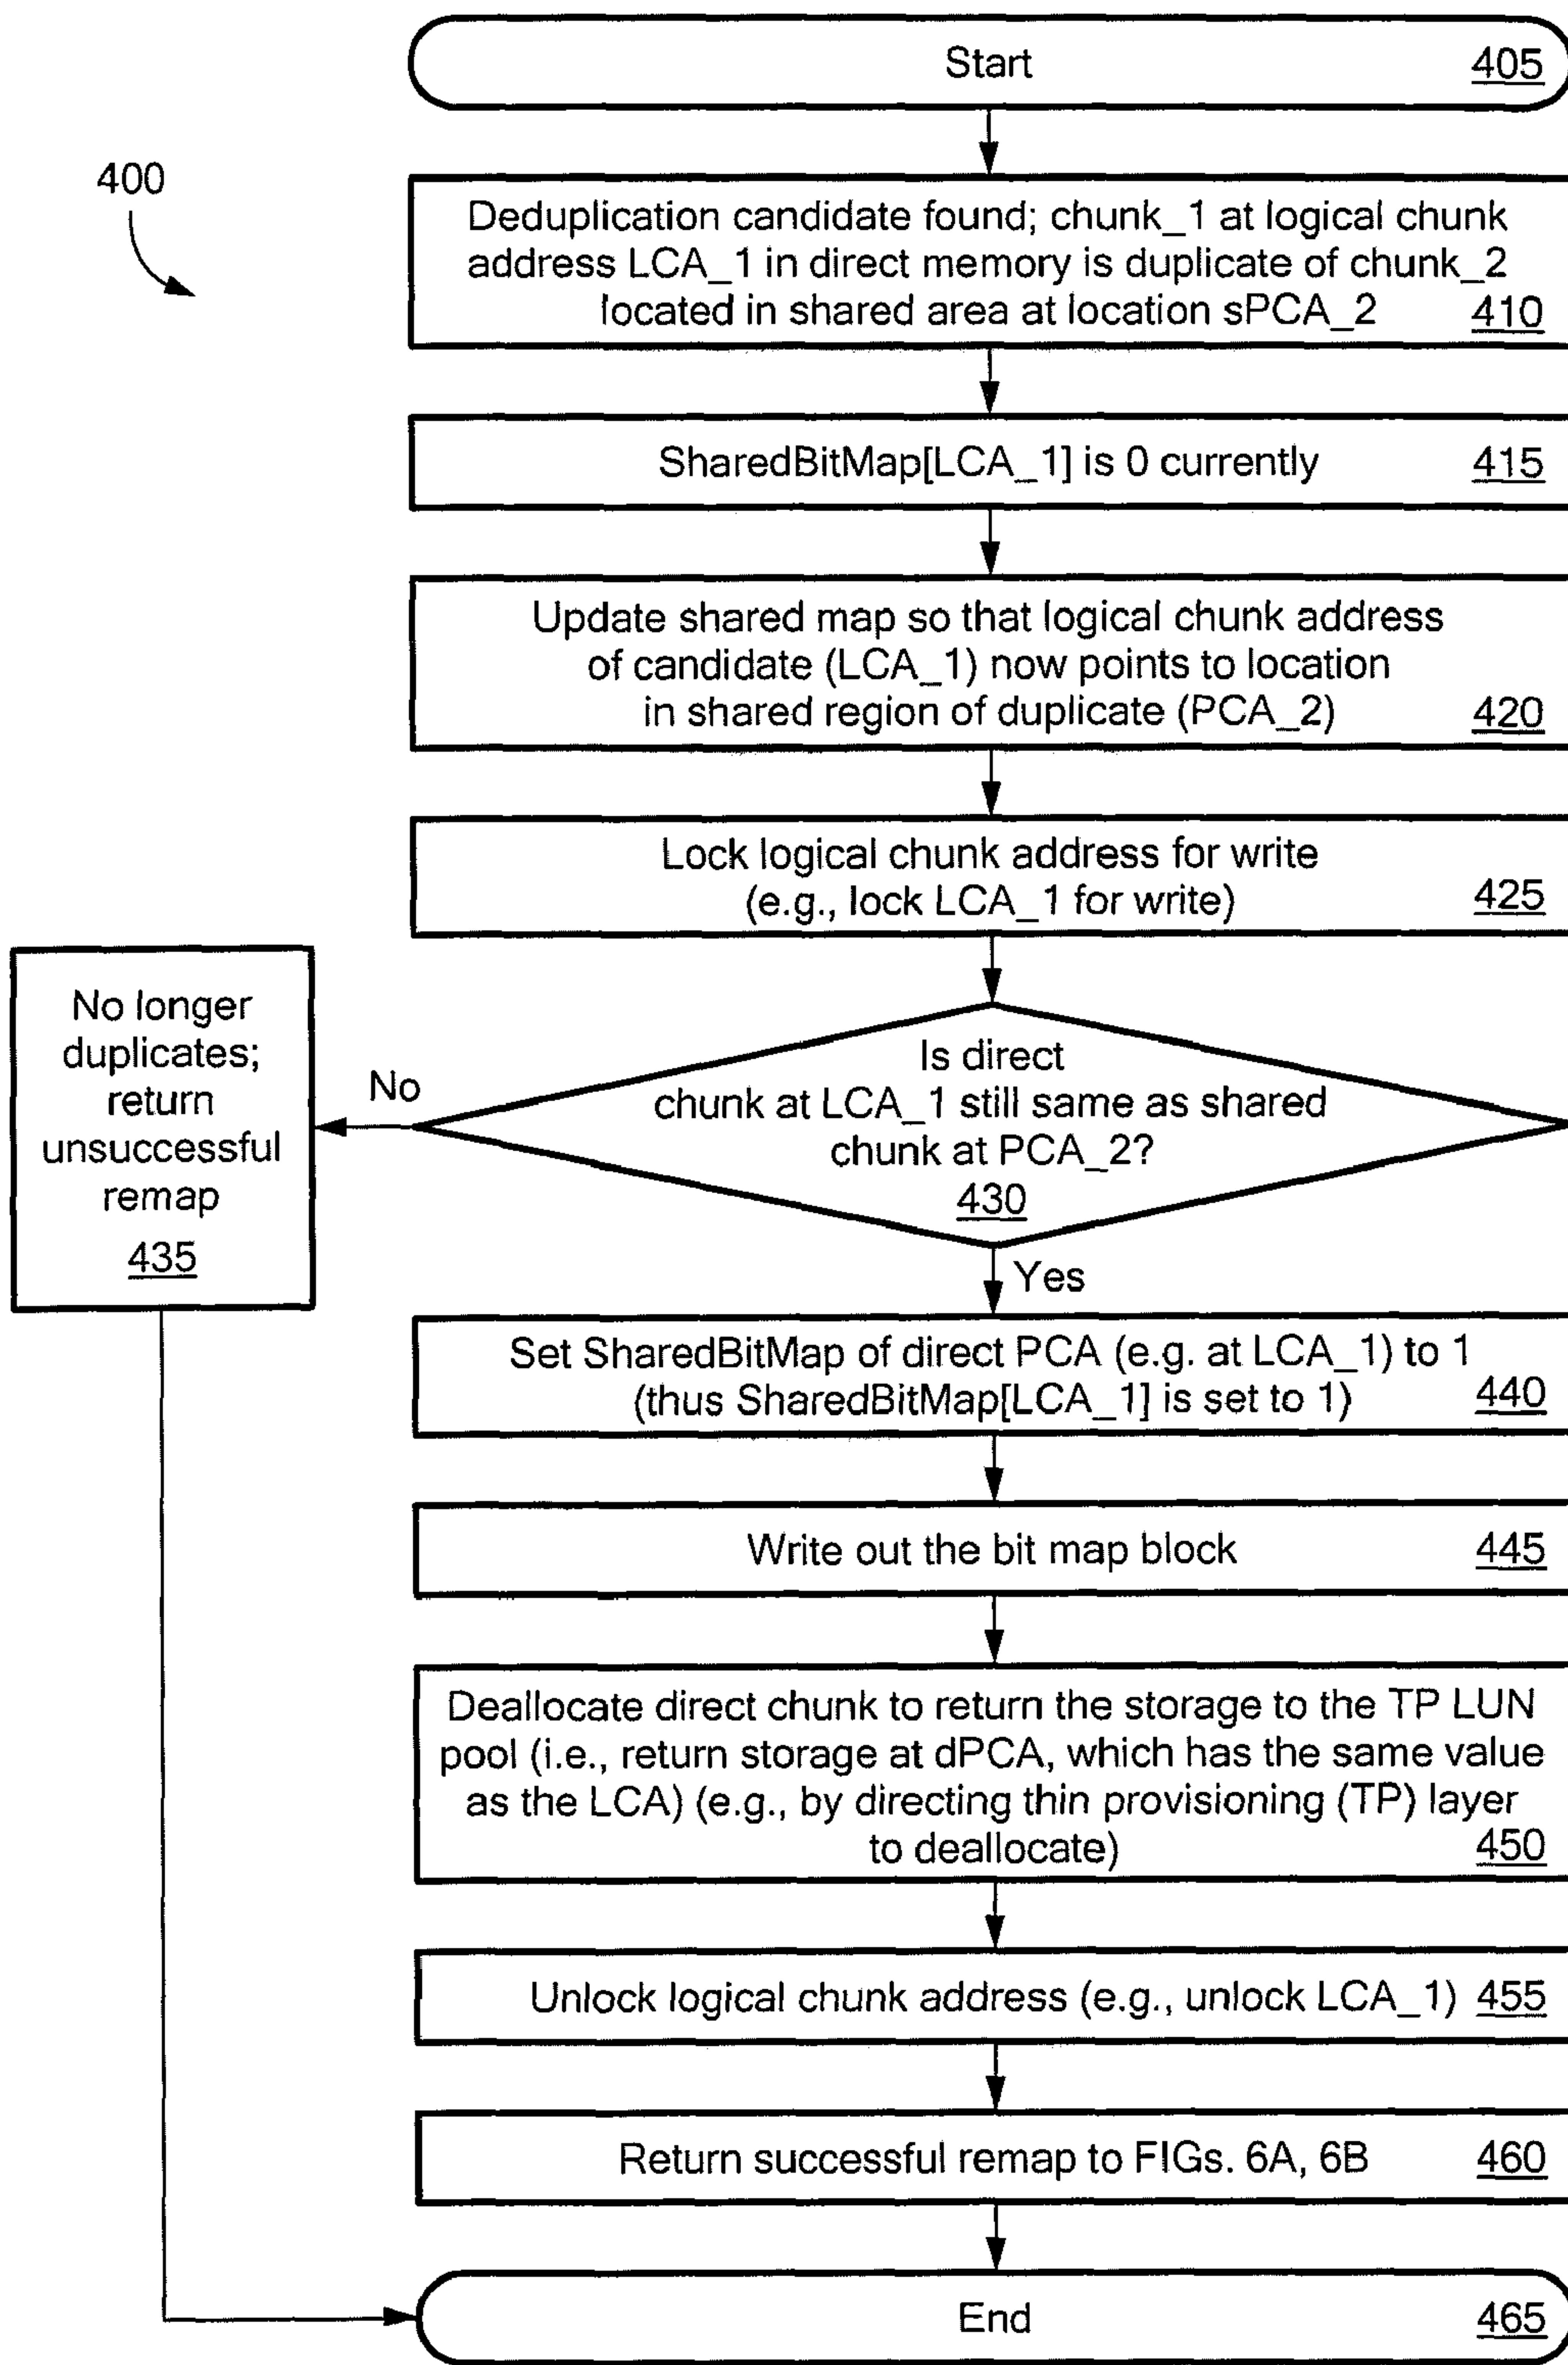 Start 405
400
Deduplication candidate found; chunk_1 at logical chunk
address LCA_1 in direct memory is duplicate of chunk_2
located in shared area at location sPCA_2 410
SharedBitMap[LCA_1] is 0 currently 415
Update shared map so that logical chunk address
of candidate (LCA_1) now points to location
in shared region of duplicate (PCA_2) 420
Lock logical chunk address for write
(e.g., lock LCA_1 for write) 425
Is direct
chunk at LCA_1 still same as shared
chunk at PCA_2?
430
No
No longer
duplicates;
return
unsuccessful
remap
435
Yes
Set SharedBitMap of direct PCA (e.g. at LCA_1) to 1
(thus SharedBitMap[LCA_1] is set to 1) 440
Write out the bit map block 445
Deallocate direct chunk to return the storage to the TP LUN
pool (i.e., return storage at dPCA, which has the same value
as the LCA) (e.g., by directing thin provisioning (TP) layer
to deallocate) 450
Unlock logical chunk address (e.g., unlock LCA_1) 455
Return successful remap to FIGs. 6A, 6B 460
End 465